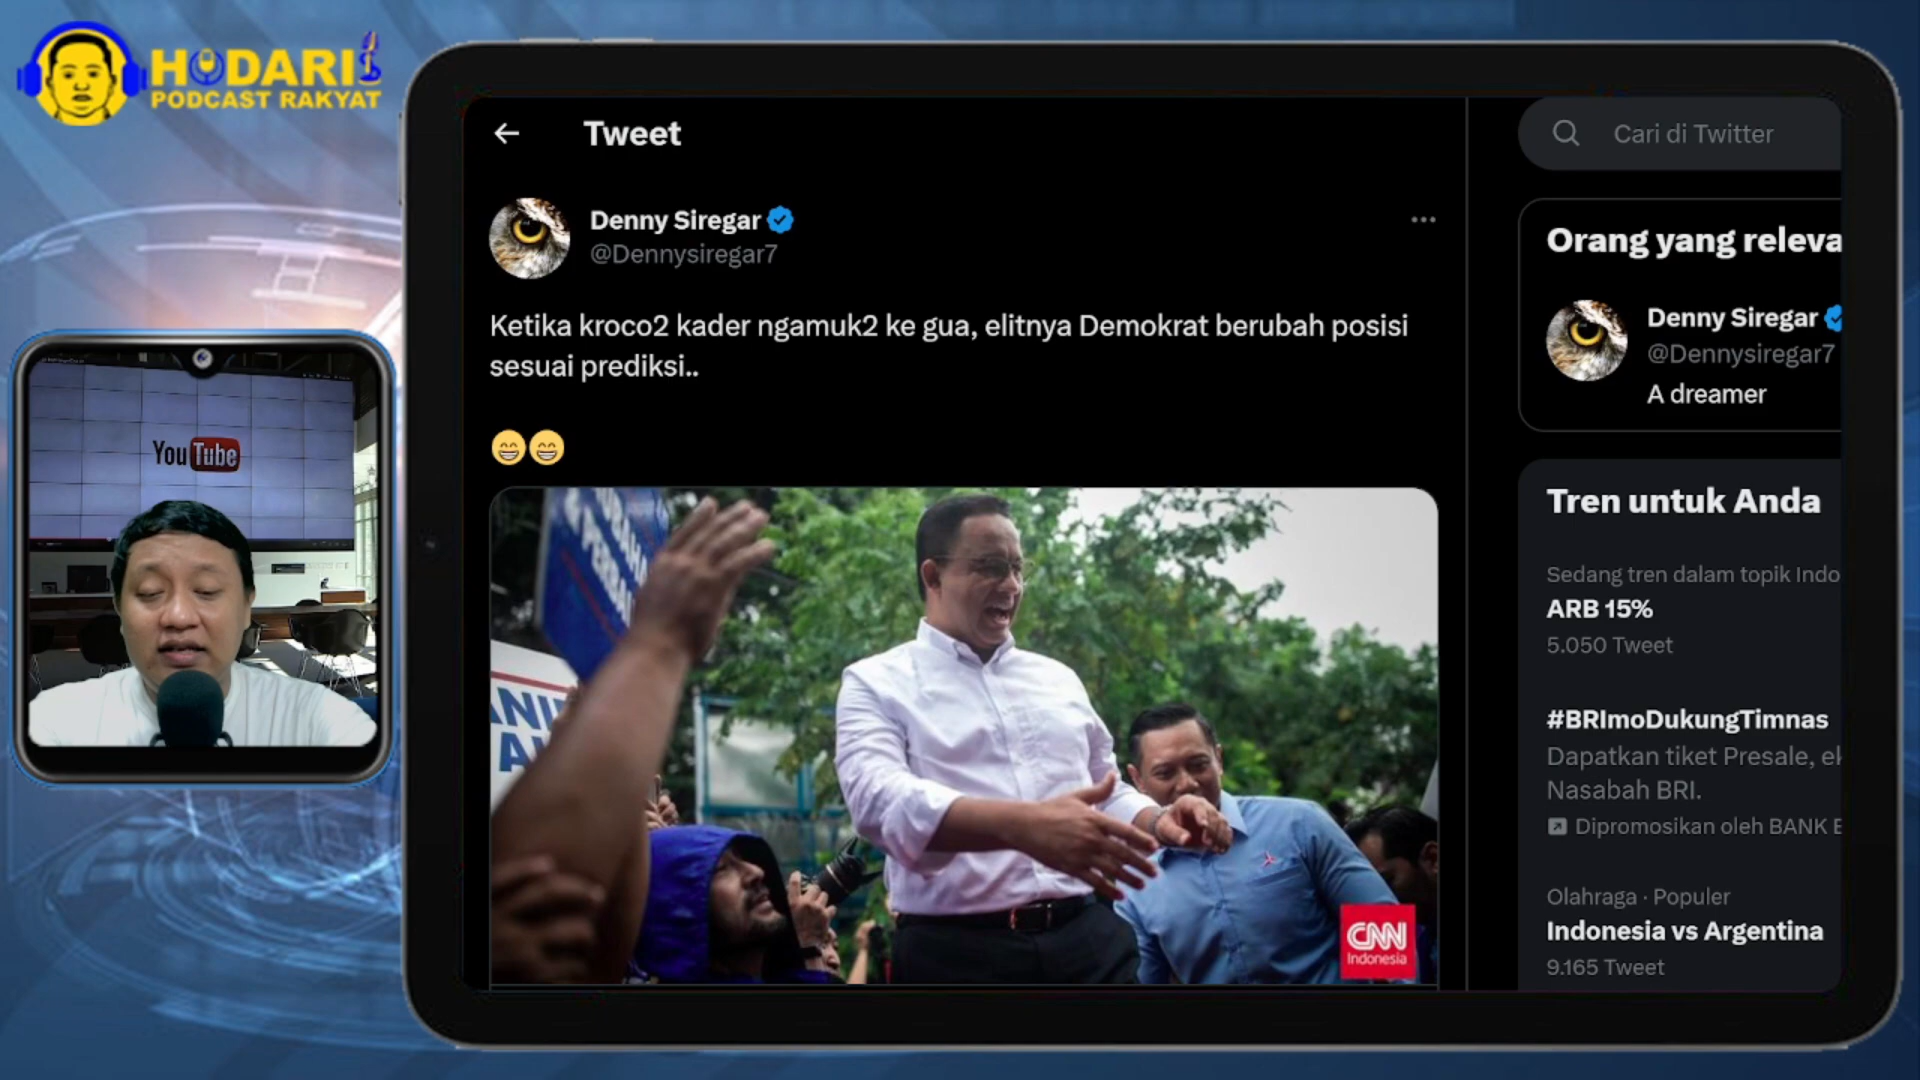 HODARI
PODCAST RAKYAT
YouTube
Tweet
Denny Siregar
@Dennysiregar7
Ketika kroco2 kader ngamuk2 ke gua, elitnya Demokrat berubah posisi
sesuai prediksi..
CNN
Indonesia
Cari di Twitter
Orang yang releva
Denny Siregar
@Dennysiregar7
A dreamer
Tren untuk Anda
Sedang tren dalam topik Indo
ARB 15%
5.050 Tweet
#BRImoDukungTimnas
Dapatkan tiket Presale, ek
Nasabah BRI.
Dipromosikan oleh BANK B
Olahraga · Populer
Indonesia vs Argentina
9.165 Tweet